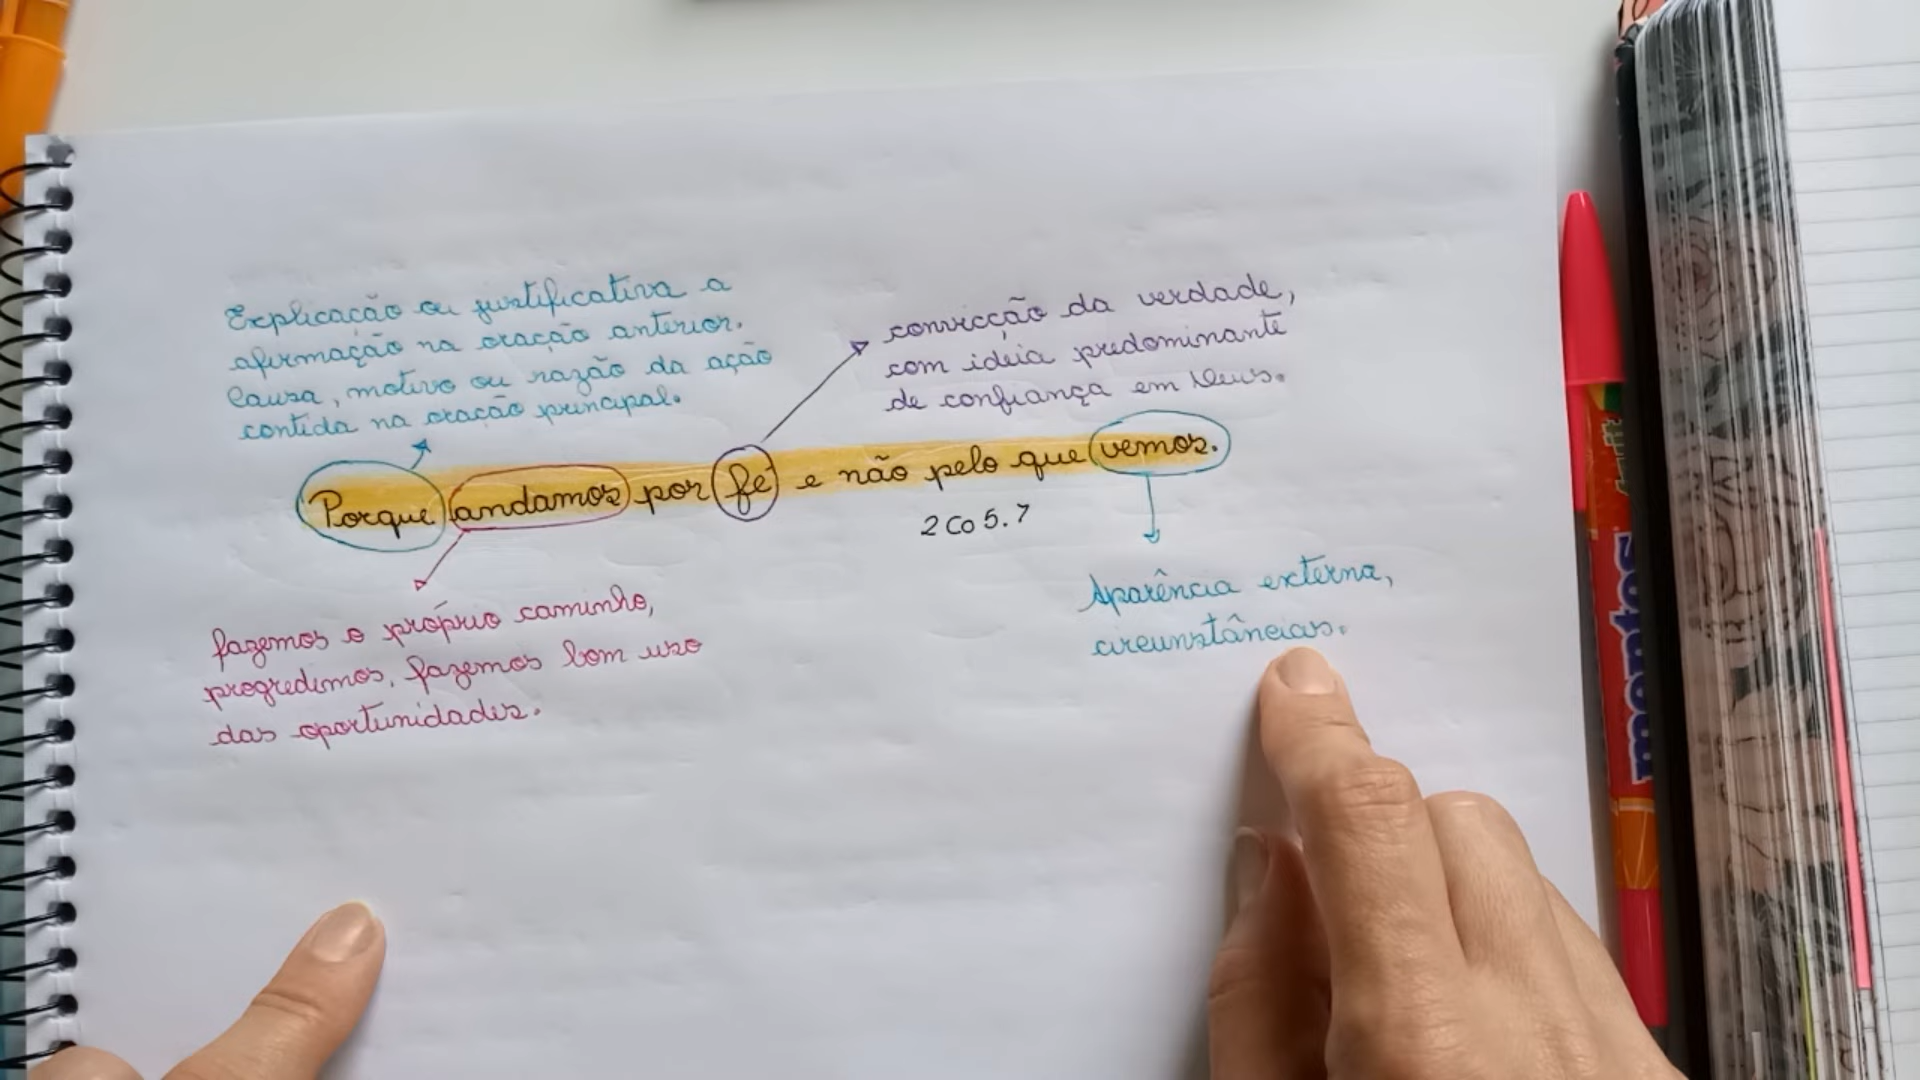 Explicação ou justificativa a
afirmação na oração anterior.
Causa, motivo ou razão da ação
contida na oração principal.
convicção da verdade,
com ideia predominante
de confiança em Deus.
Porque andamos por fé e não pelo que vemos.
2 Co 5.7
fazemos o próprio caminho,
progredimos, fazemos bom uso
das oportunidades.
Aparência externa,
circunstâncias.
mentos